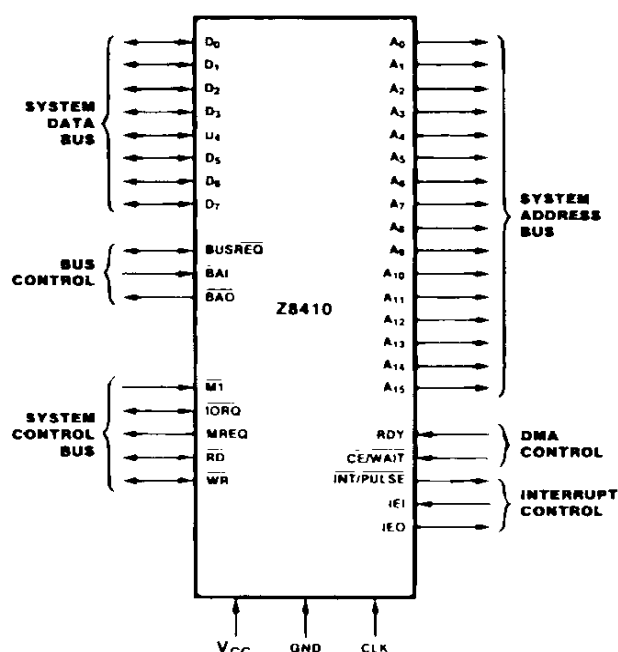 SYSTEM
DATA
BUS
D0
D1
D2
D3
D4
D5
D6
D7
BUS
CONTROL
BUSREQ
BAI
BAO
SYSTEM
CONTROL
BUS
M1
IORQ
MREQ
RD
WR
Z8410
A0
A1
A2
A3
A4
A5
A6
A7
A8
A9
A10
A11
A12
A13
A14
A15
SYSTEM
ADDRESS
BUS
RDY
CE/WAIT
DMA
CONTROL
INT/PULSE
IEI
IEO
INTERRUPT
CONTROL
VCC
GND
CLK